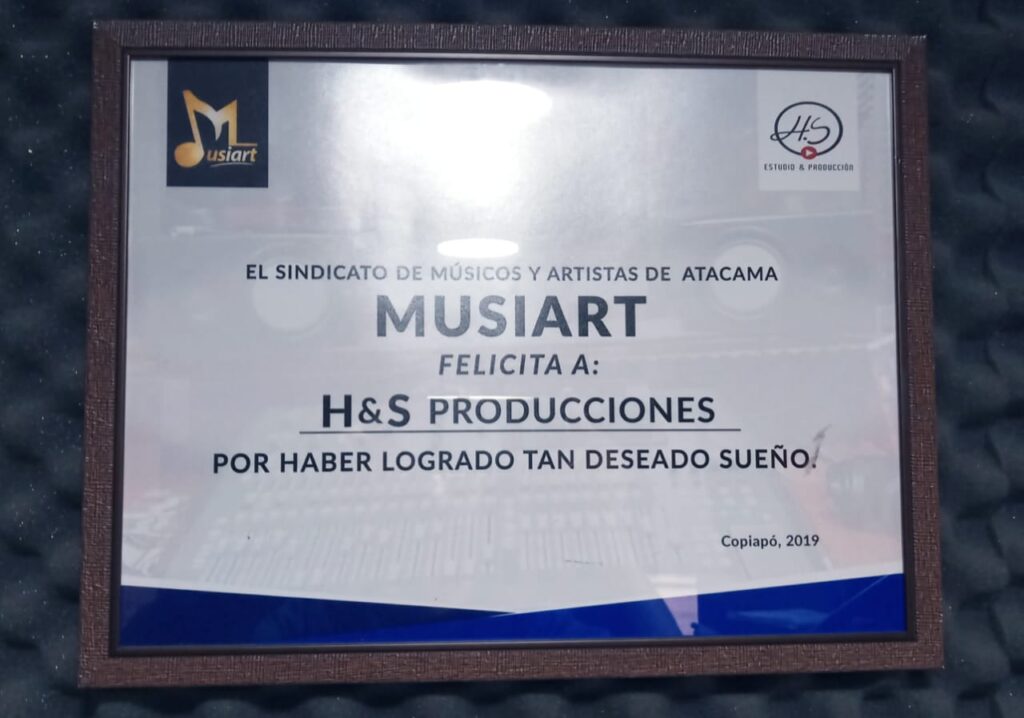 Musiart
H.S
ESTUDIO & PRODUCCIÓN
EL SINDICATO DE MÚSICOS Y ARTISTAS DE ATACAMA
MUSIART
FELICITA A:
H&S PRODUCCIONES
POR HABER LOGRADO TAN DESEADO SUEÑO.
Copiapó, 2019